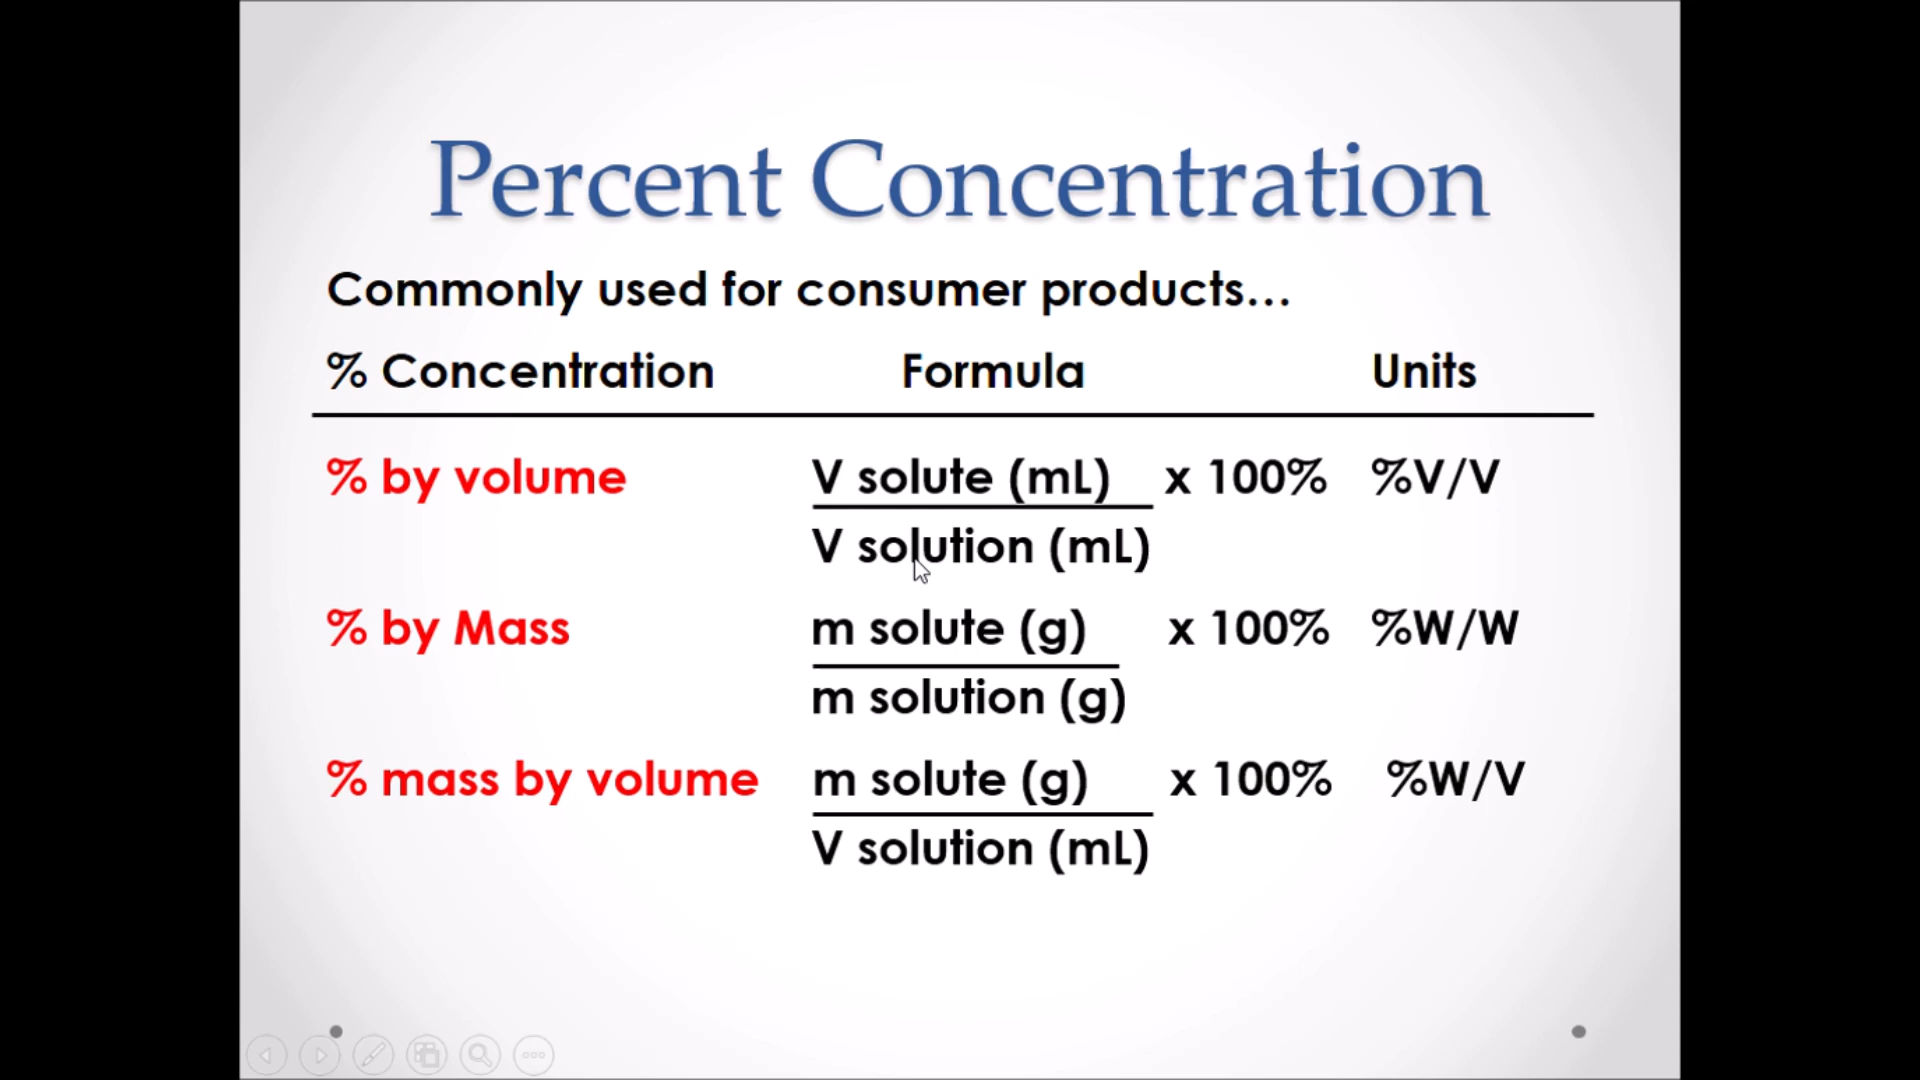 Percent Concentration
Commonly used for consumer products...
% Concentration Formula Units
% by volume V solute (mL) x 100% %V/V
V solution (mL)
% by Mass m solute (g) x 100% %W/W
m solution (g)
% mass by volume m solute (g) x 100% %W/V
V solution (mL)